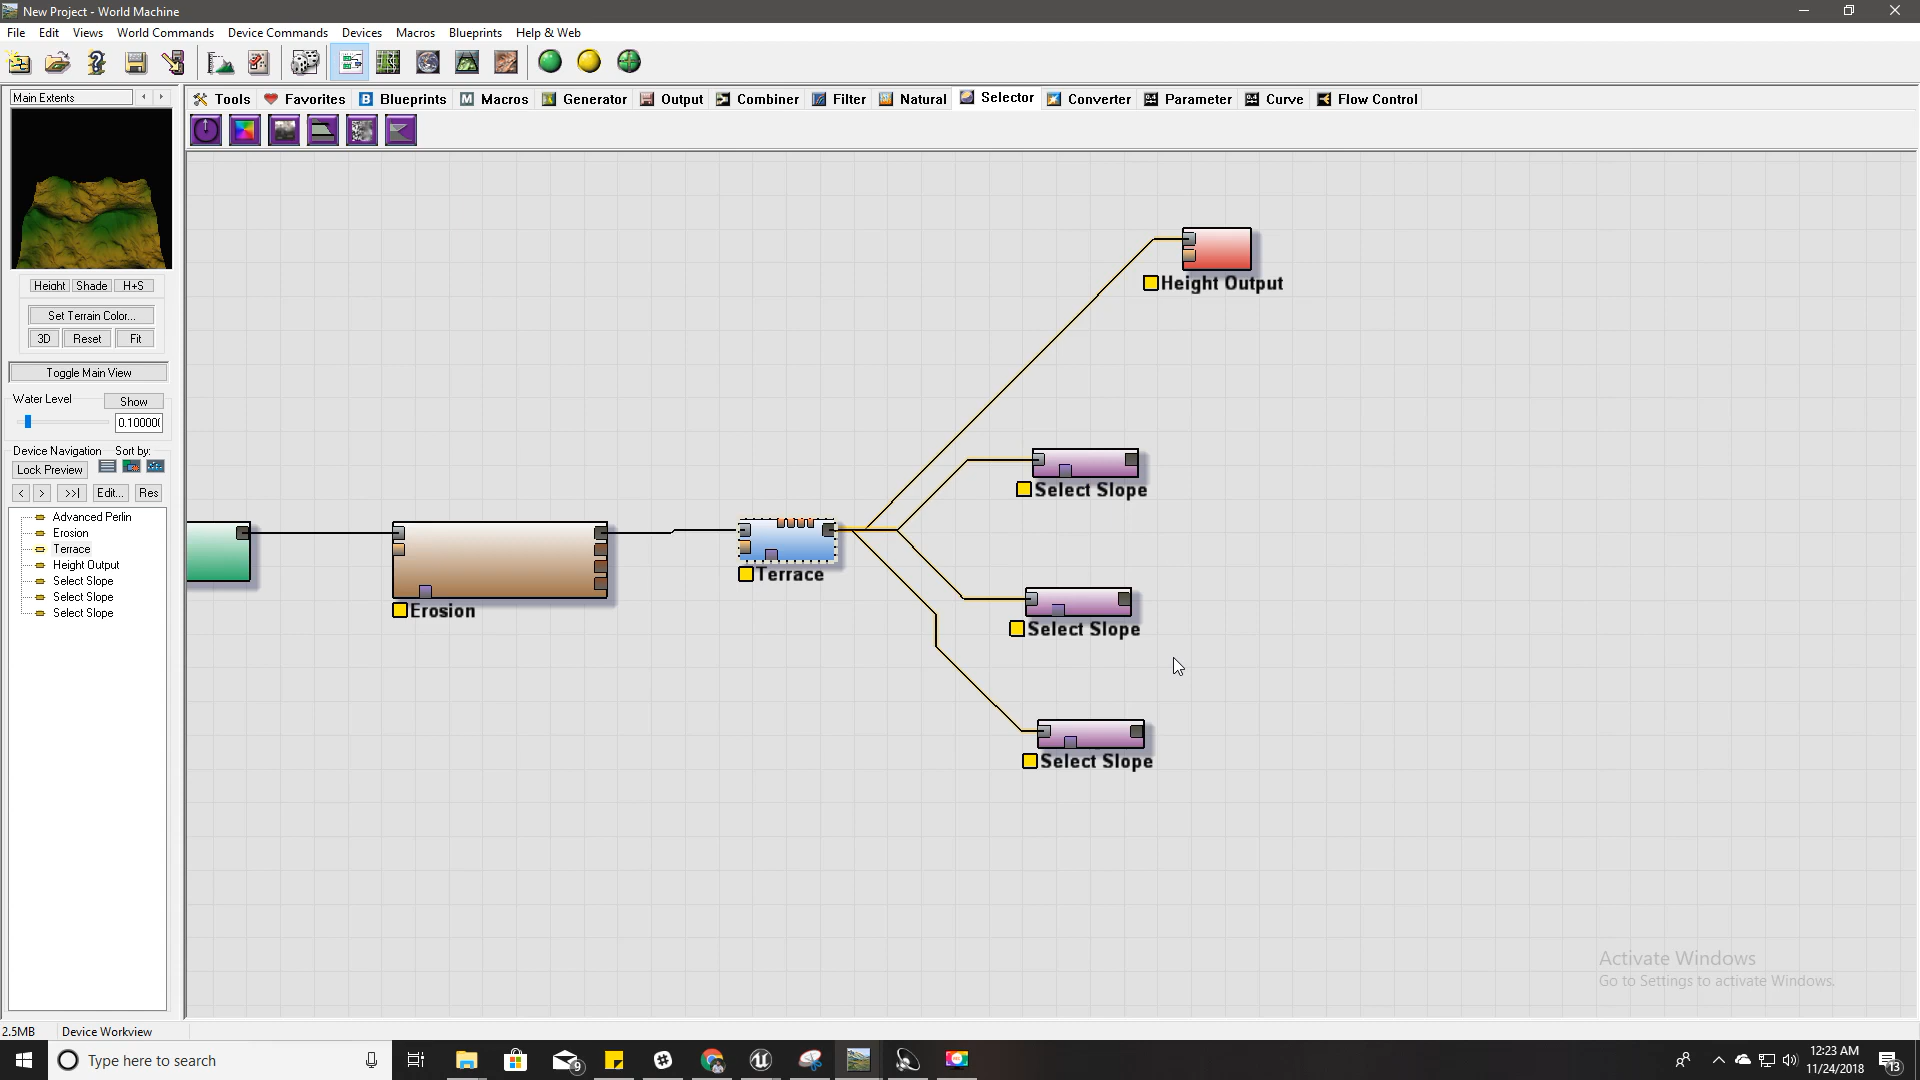 New Project - World Machine
File Edit Views World Commands Device Commands Devices Macros Blueprints Help & Web
Main Extents
Tools Favorites Blueprints Macros Generator Output Combiner Filter Natural Selector Converter Parameter Curve Flow Control
Height Shade H+S
Set Terrain Color...
3D Reset Fit
Toggle Main View
Water Level Show
0.10000(
Device Navigation Sort by:
Lock Preview
< > >>| Edit... Res
Advanced Perlin
Erosion
Terrace
Height Output
Select Slope
Select Slope
Select Slope
Height Output
Select Slope
Terrace
Erosion
Select Slope
Select Slope
Activate Windows
Go to Settings to activate Windows.
2.5MB Device Workview
Type here to search
9
12:23 AM
11/24/2018
13